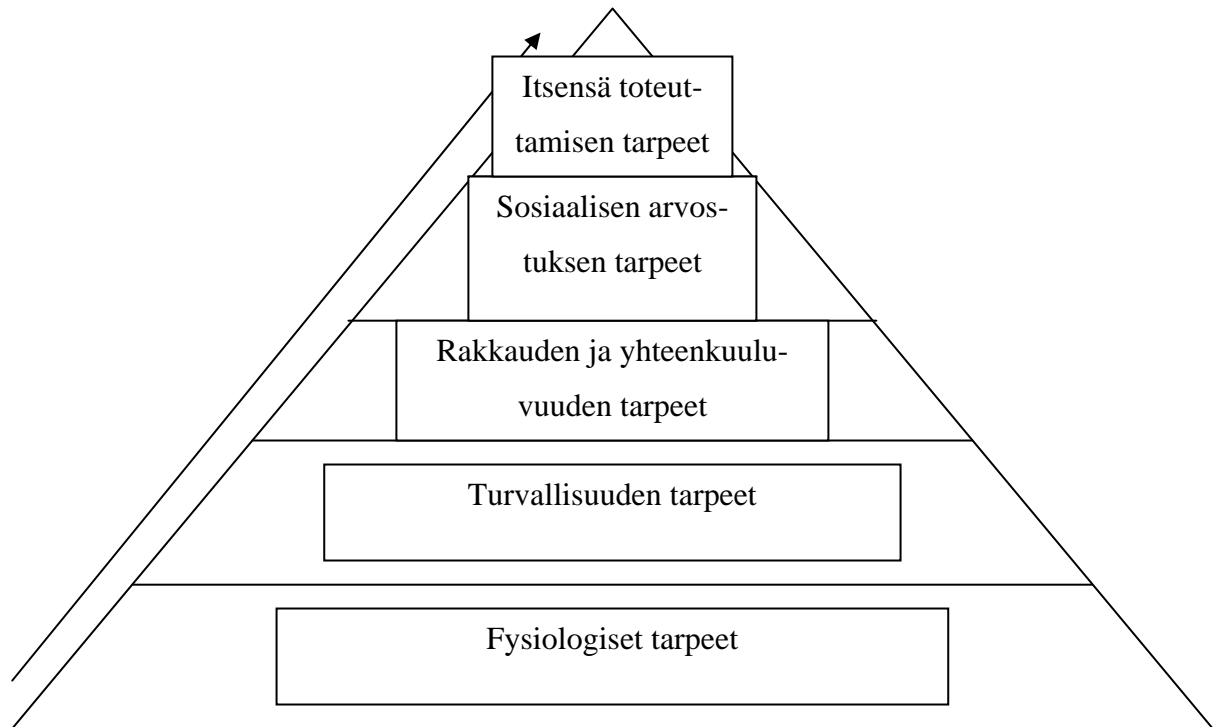 Itsensä toteut-
tamisen tarpeet
Sosiaalisen arvos-
tuksen tarpeet
Rakkauden ja yhteenkuulu-
vuuden tarpeet
Turvallisuuden tarpeet
Fysiologiset tarpeet